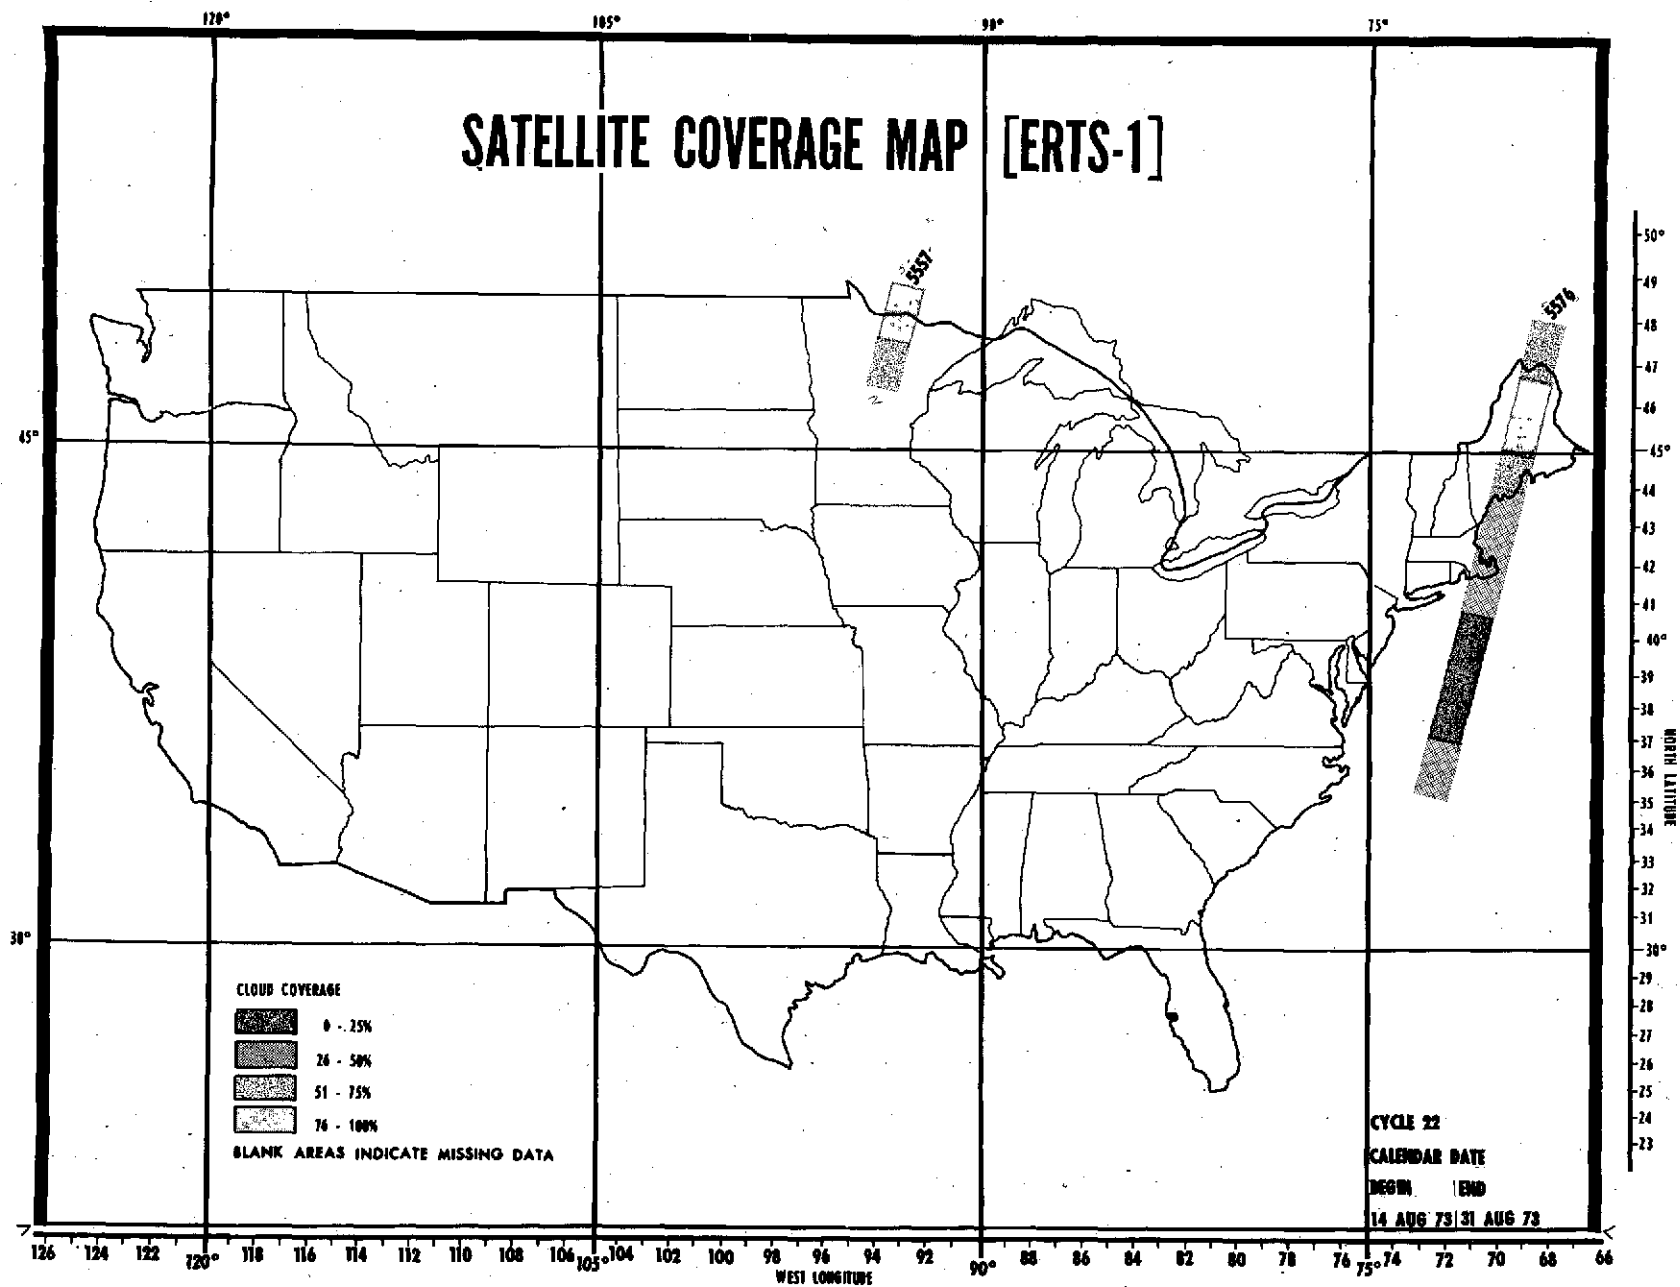 120° 105° 90° 75°
SATELLITE COVERAGE MAP [ERTS-1]
5557
5576
50°
49
48
47
46
45° 45°
44
43
42
41
40°
39
38
37
36
35
34
33
32
31
30° 30°
29
28
27
26
25
24
23
NORTH LATITUDE
CLOUD COVERAGE
0 - 25%
26 - 50%
51 - 75%
76 - 100%
BLANK AREAS INDICATE MISSING DATA
CYCLE 22
CALENDAR DATE
BEGIN END
14 AUG 73 31 AUG 73
126 124 122 120° 118 116 114 112 110 108 106 105° 104 102 100 98 96 94 92 90° 88 86 84 82 80 78 76 75° 74 72 70 68 66
WEST LONGITUDE